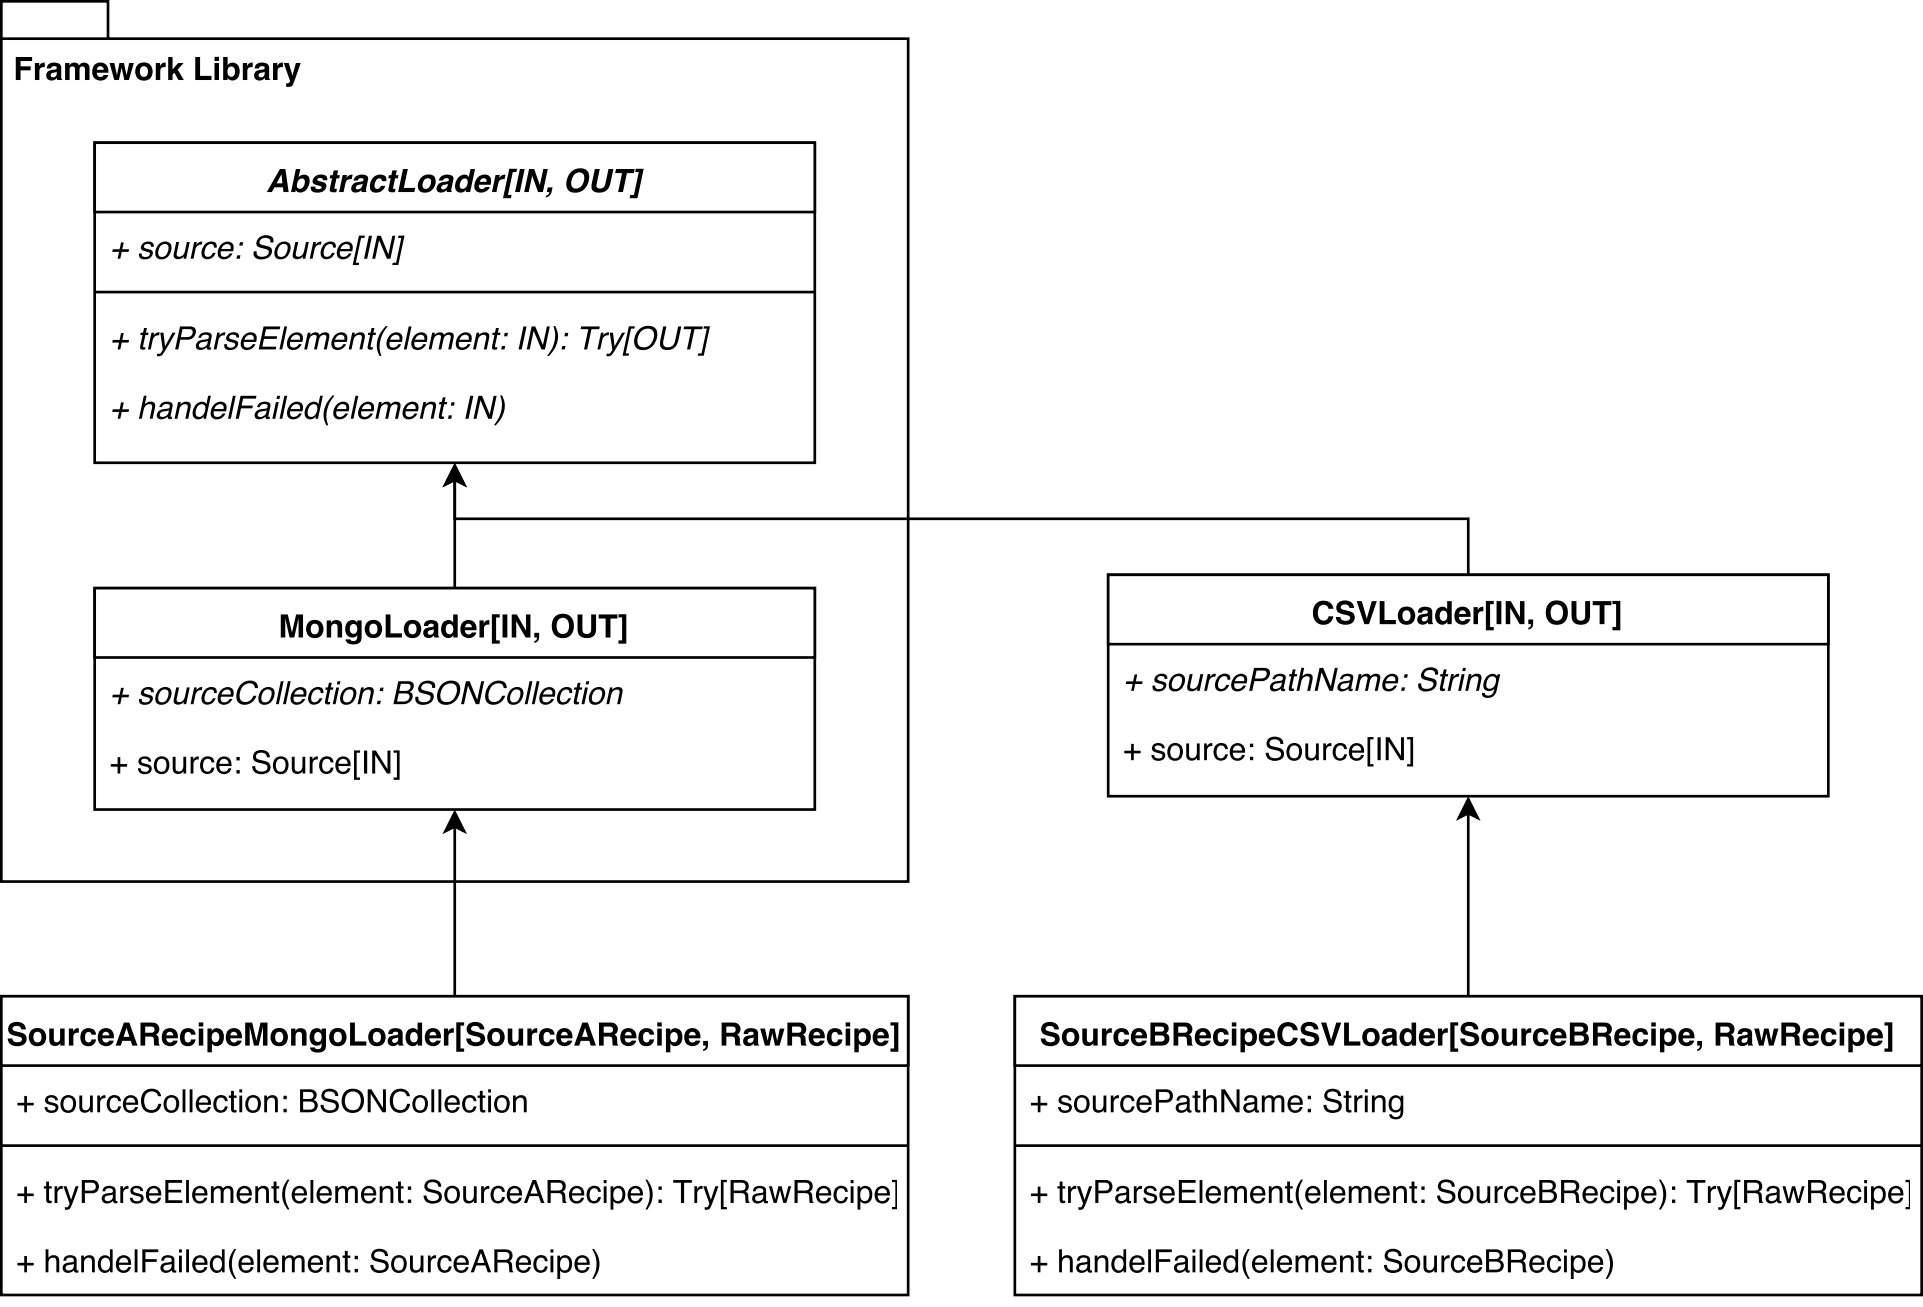 Framework Library
AbstractLoader[IN, OUT]
+ source: Source[IN]
+ tryParseElement(element: IN): Try[OUT]
+ handelFailed(element: IN)
MongoLoader[IN, OUT]
+ sourceCollection: BSONCollection
+ source: Source[IN]
CSVLoader[IN, OUT]
+ sourcePathName: String
+ source: Source[IN]
SourceARecipeMongoLoader[SourceARecipe, RawRecipe]
+ sourceCollection: BSONCollection
+ tryParseElement(element: SourceARecipe): Try[RawRecipe]
+ handelFailed(element: SourceARecipe)
SourceBRecipeCSVLoader[SourceBRecipe, RawRecipe]
+ sourcePathName: String
+ tryParseElement(element: SourceBRecipe): Try[RawRecipe]
+ handelFailed(element: SourceBRecipe)